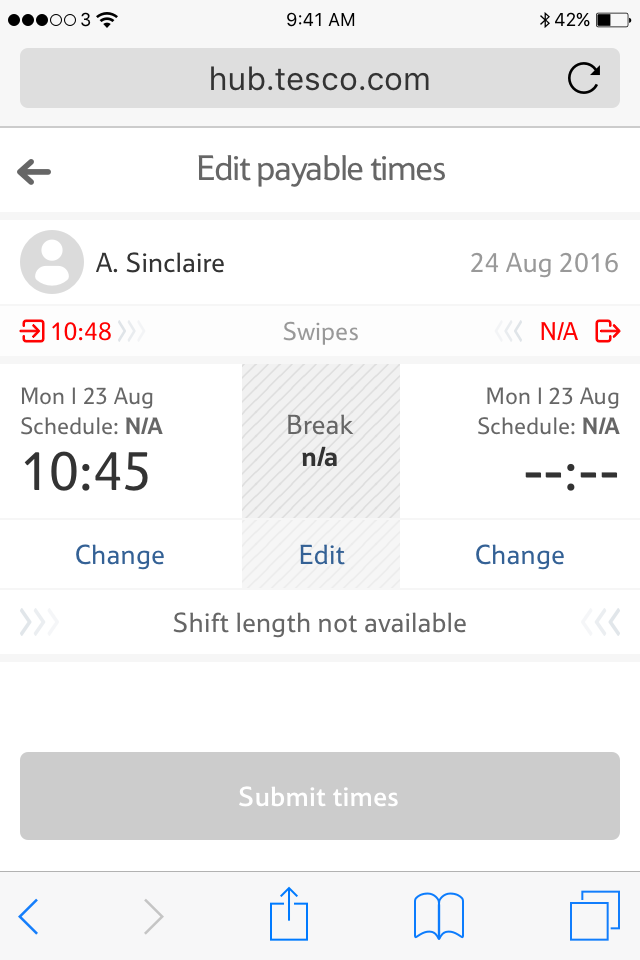 3 9:41 AM 42%
hub.tesco.com
Edit payable times
A. Sinclaire 24 Aug 2016
10:48 Swipes N/A
Mon | 23 Aug
Schedule: N/A
10:45
Break
n/a
Mon | 23 Aug
Schedule: N/A
--:--
Change Edit Change
Shift length not available
Submit times